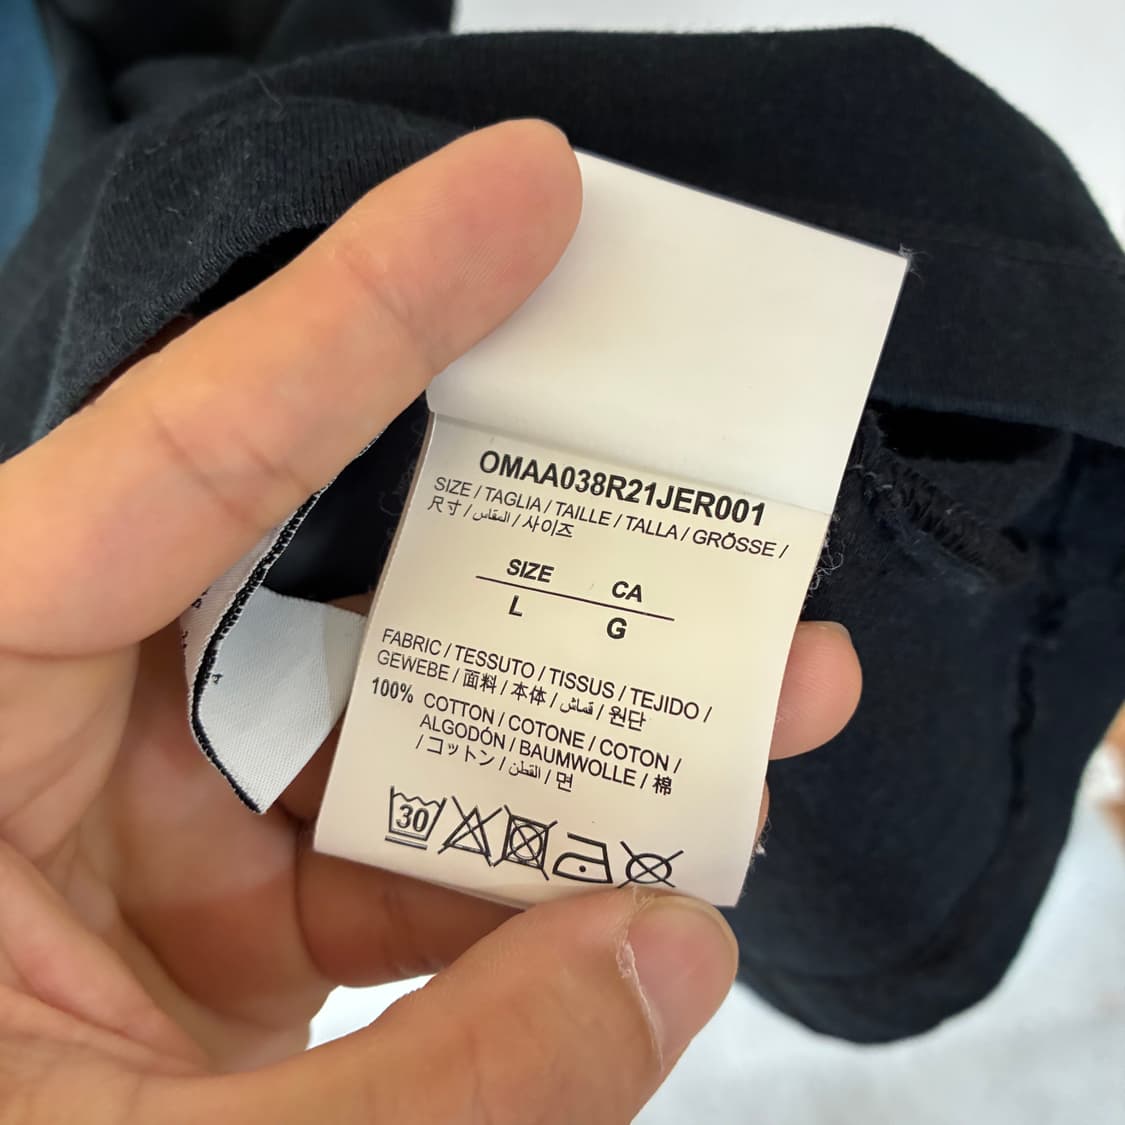 OMAA038R21JER001
SIZE / TAGLIA / TAILLE / TALLA / GRÖSSE /
尺寸 / المقاس / 사이즈
SIZE CA
L G
FABRIC / TESSUTO / TISSUS / TEJIDO /
GEWEBE / 面料 / 本体 / قماش / 원단
100% COTTON / COTONE / COTON /
ALGODÓN / BAUMWOLLE / 棉
/ コットン / القطن / 면
30